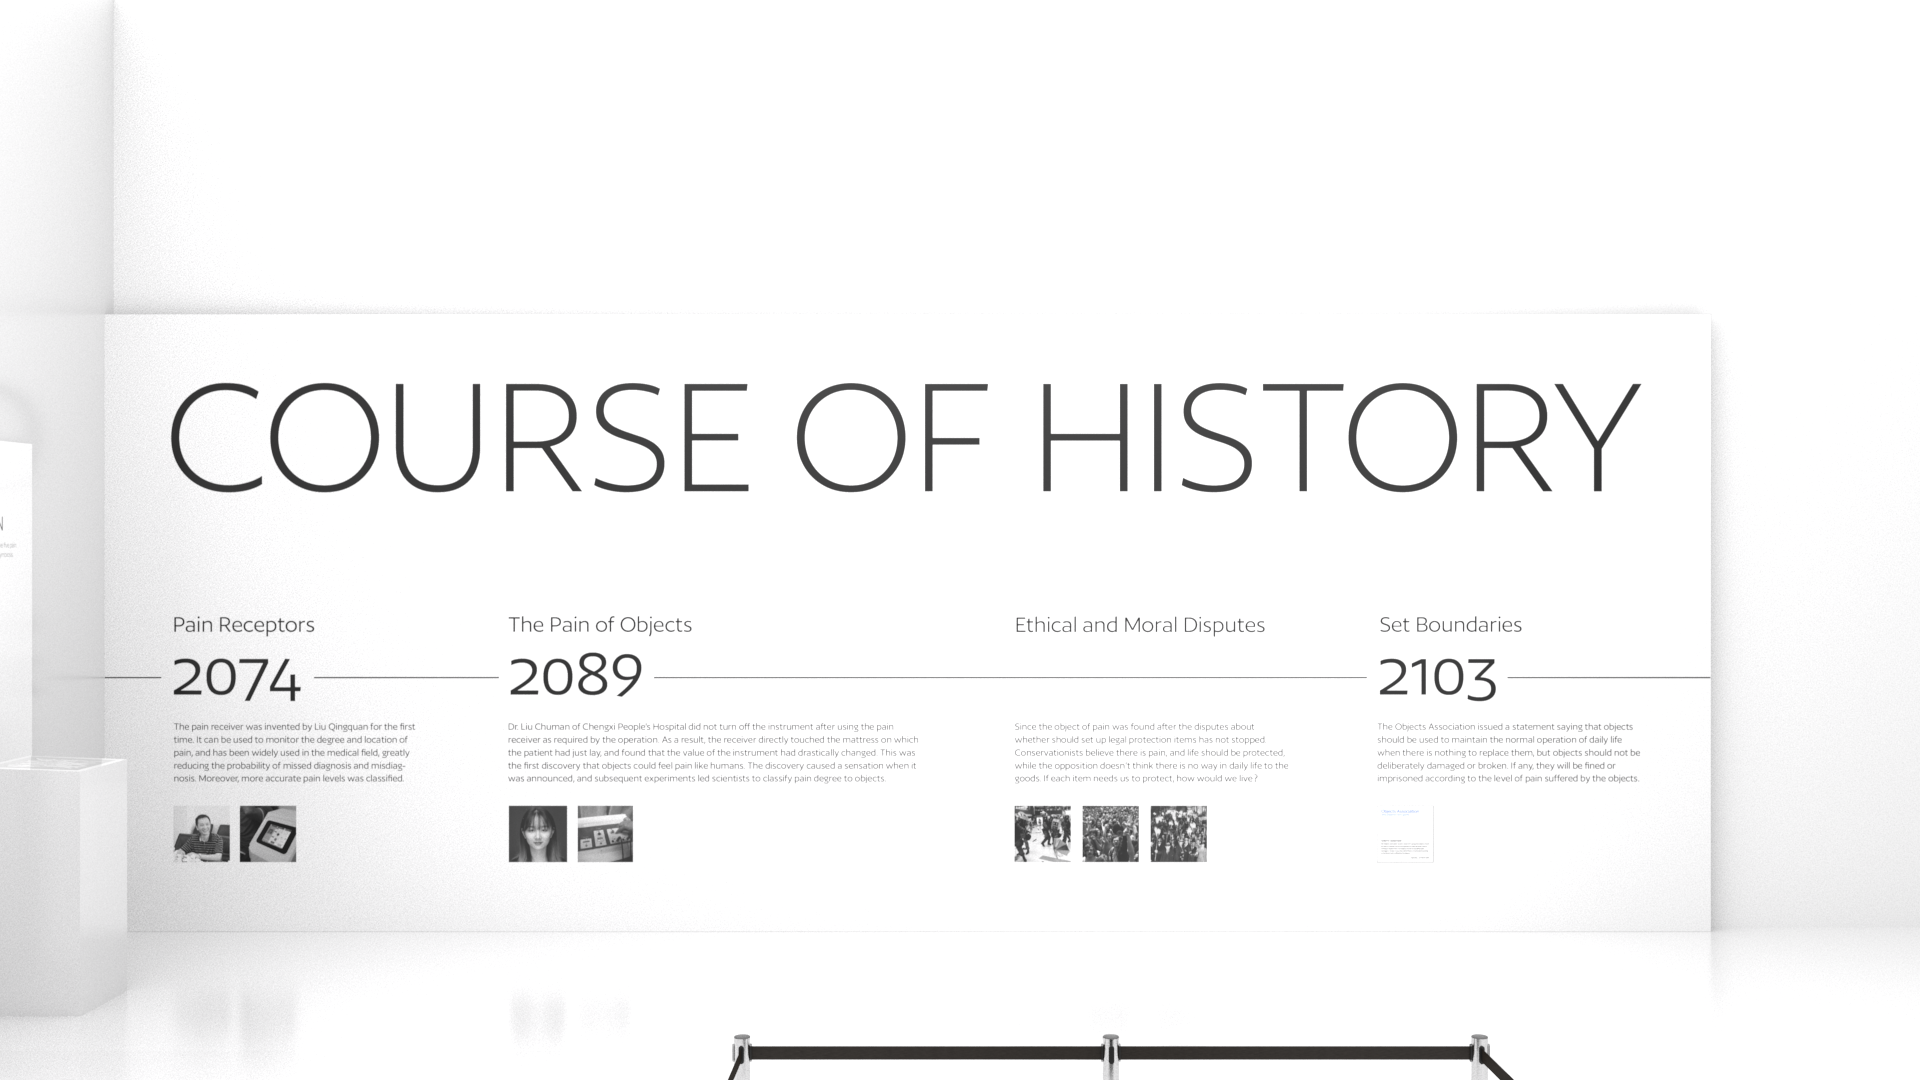 COURSE OF HISTORY
Pain Receptors
2074
The pain receiver was invented by Liu Qingquan for the first
time. It can be used to monitor the degree and location of
pain, and has been widely used in the medical field, greatly
reducing the probability of missed diagnosis and misdiag-
nosis. Moreover, more accurate pain levels was classified.
The Pain of Objects
2089
Dr. Liu Chuman of Chengxi People's Hospital did not turn off the instrument after using the pain
receiver as required by the operation. As a result, the receiver directly touched the mattress on which
the patient had just lay, and found that the value of the instrument had drastically changed. This was
the first discovery that objects could feel pain like humans. The discovery caused a sensation when it
was announced, and subsequent experiments led scientists to classify pain degree to objects.
Ethical and Moral Disputes
Since the object of pain was found after the disputes about
whether should set up legal protection items has not stopped.
Conservationists believe there is pain, and life should be protected,
while the opposition doesn't think there is no way in daily life to the
goods. If each item needs us to protect, how would we live?
Set Boundaries
2103
The Objects Association issued a statement saying that objects
should be used to maintain the normal operation of daily life
when there is nothing to replace them, but objects should not be
deliberately damaged or broken. If any, they will be fined or
imprisoned according to the level of pain suffered by the objects.